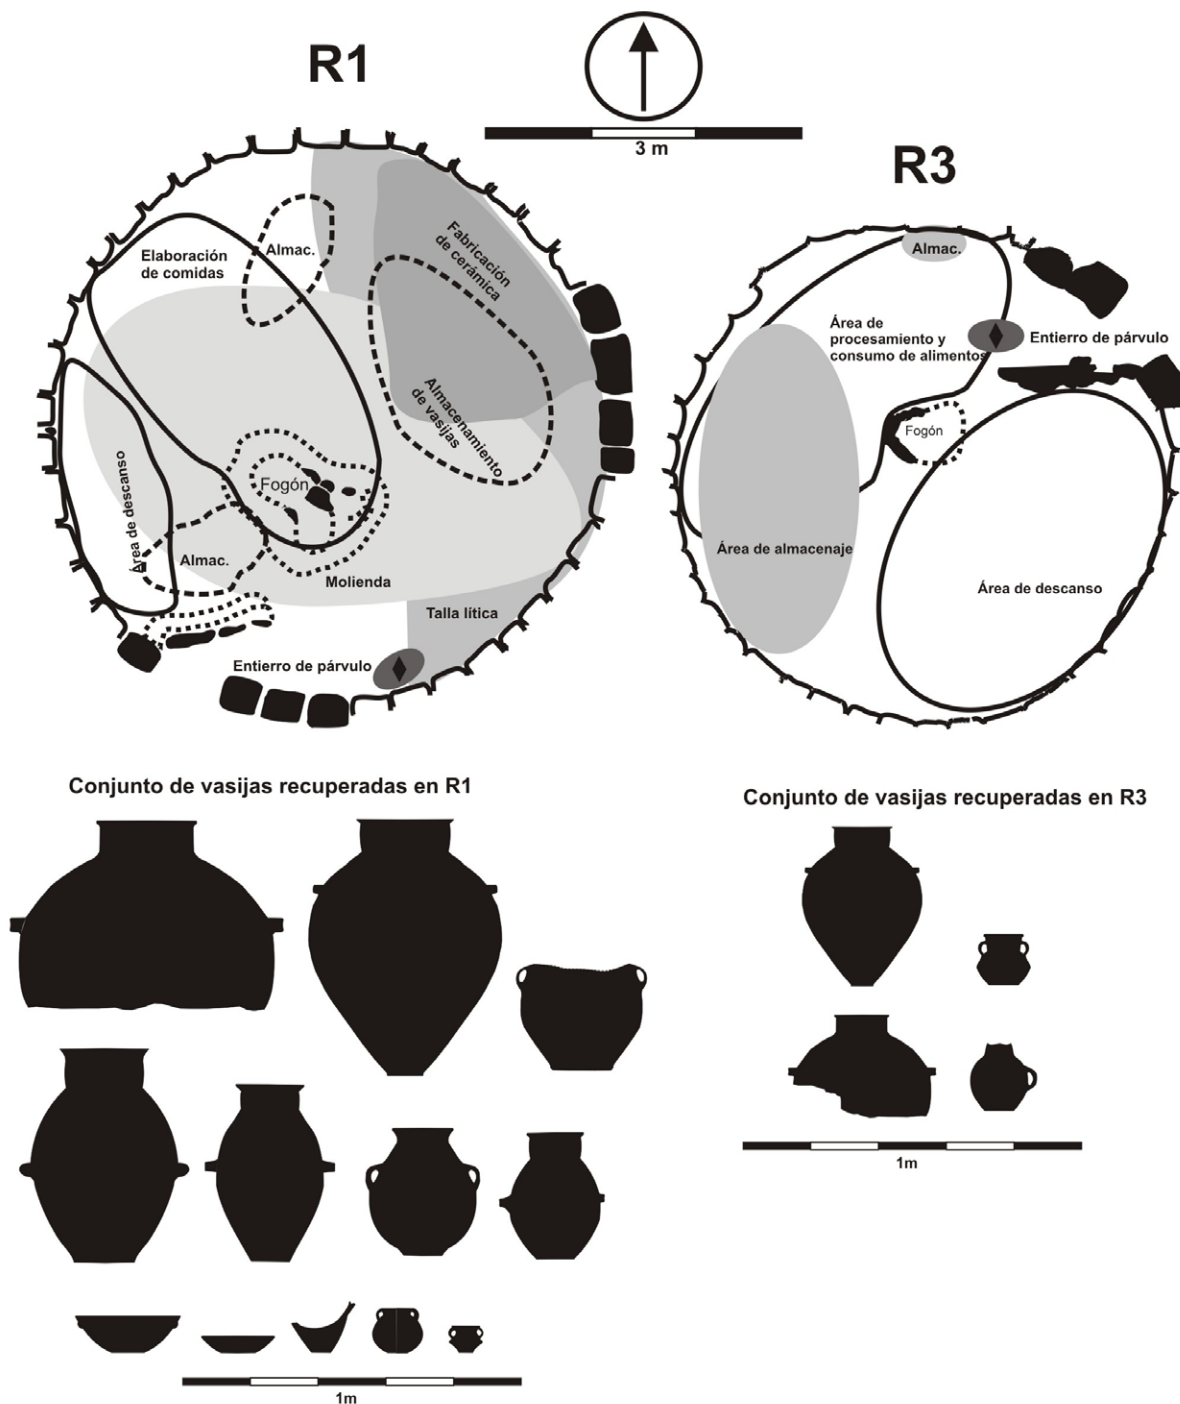 R1
3 m
R3
Elaboración
de comidas
Almac.
Fabricación
de cerámica
Almacenamiento
de vasijas
Fogón
Área de descanso
Almac.
Molienda
Talla lítica
Entierro de párvulo
Almac.
Área de
procesamiento y
consumo de alimentos
Entierro de párvulo
Fogón
Área de almacenaje
Área de descanso
Conjunto de vasijas recuperadas en R1
Conjunto de vasijas recuperadas en R3
1m
1m